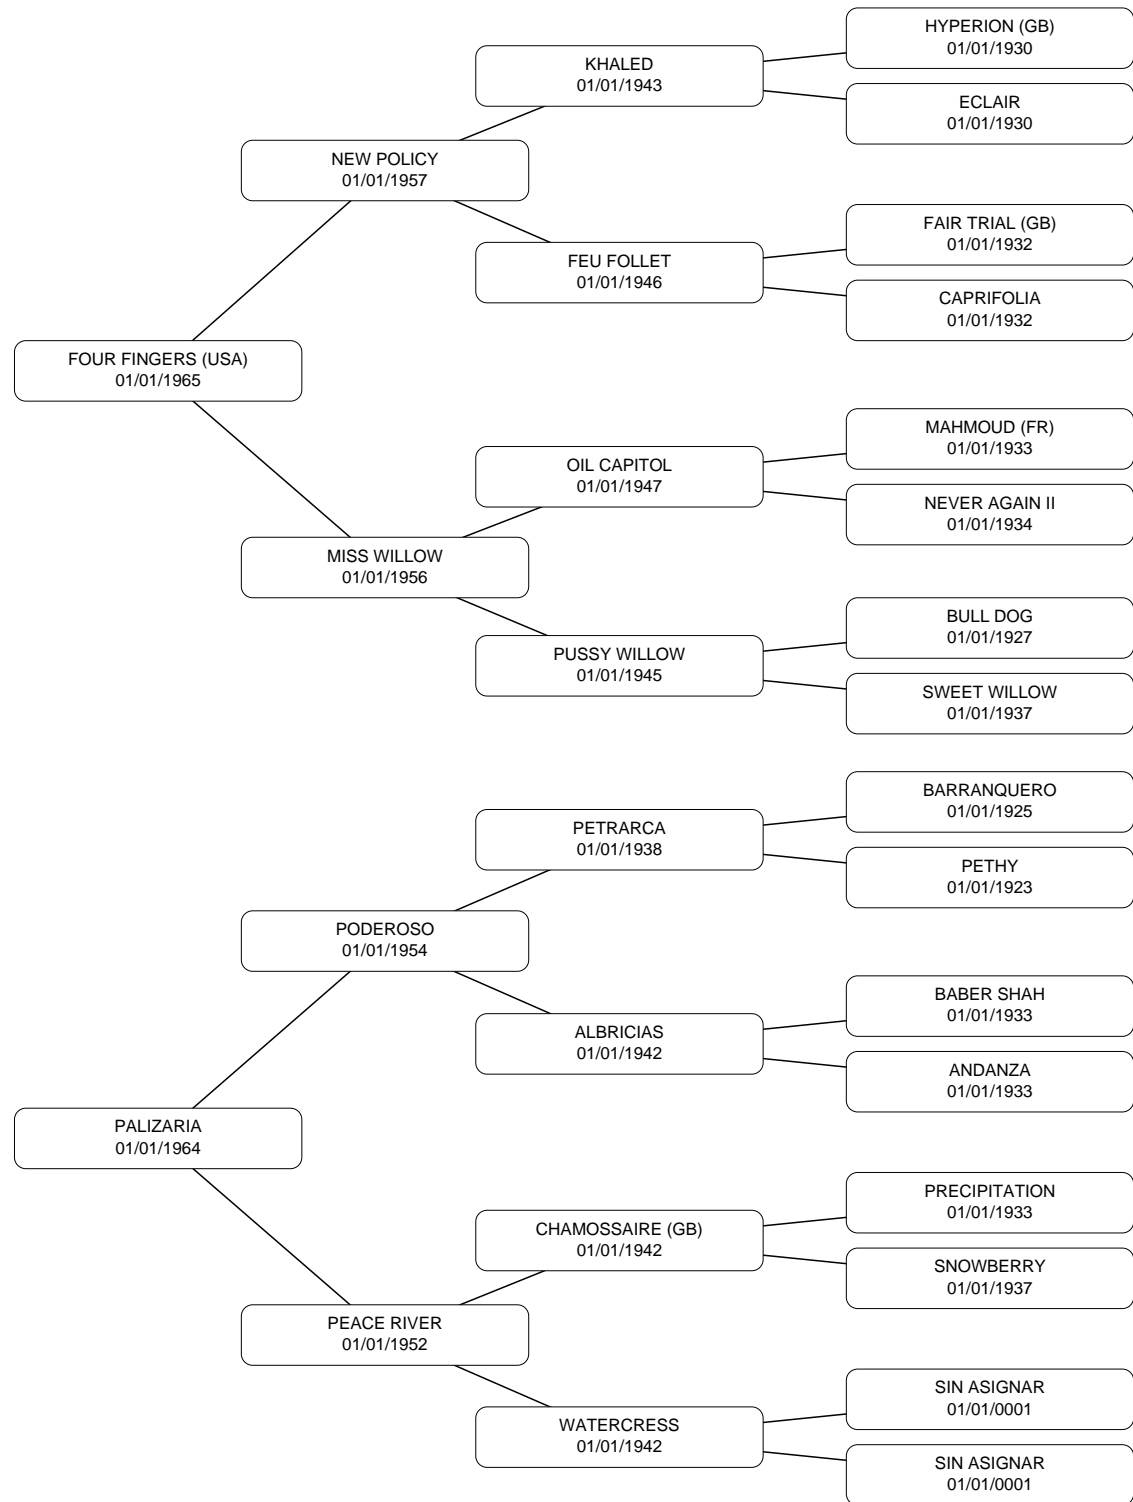 HYPERION (GB)
01/01/1930
KHALED
01/01/1943
ECLAIR
01/01/1930
NEW POLICY
01/01/1957
FAIR TRIAL (GB)
01/01/1932
FEU FOLLET
01/01/1946
CAPRIFOLIA
01/01/1932
FOUR FINGERS (USA)
01/01/1965
MAHMOUD (FR)
01/01/1933
OIL CAPITOL
01/01/1947
NEVER AGAIN II
01/01/1934
MISS WILLOW
01/01/1956
BULL DOG
01/01/1927
PUSSY WILLOW
01/01/1945
SWEET WILLOW
01/01/1937
BARRANQUERO
01/01/1925
PETRARCA
01/01/1938
PETHY
01/01/1923
PODEROSO
01/01/1954
BABER SHAH
01/01/1933
ALBRICIAS
01/01/1942
ANDANZA
01/01/1933
PALIZARIA
01/01/1964
PRECIPITATION
01/01/1933
CHAMOSSAIRE (GB)
01/01/1942
SNOWBERRY
01/01/1937
PEACE RIVER
01/01/1952
SIN ASIGNAR
01/01/0001
WATERCRESS
01/01/1942
SIN ASIGNAR
01/01/0001